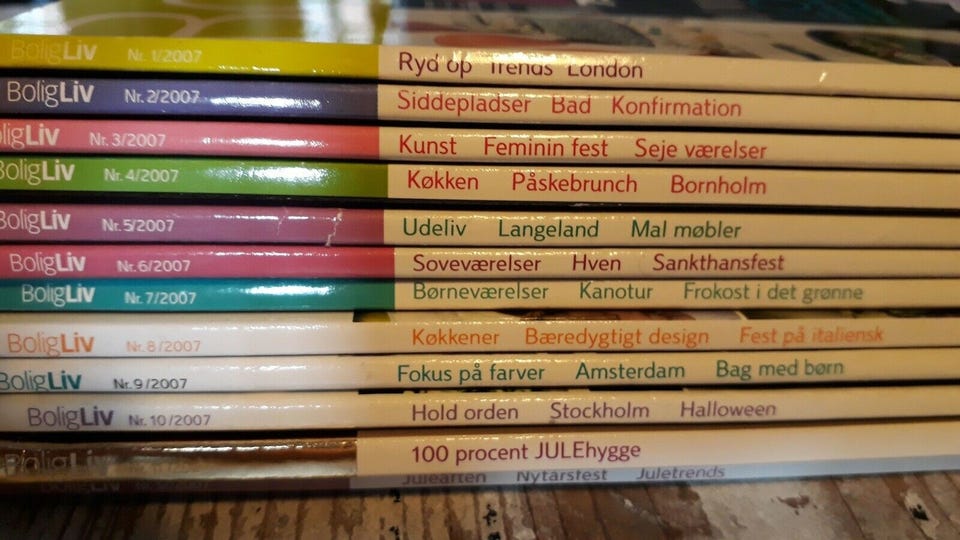 BoligLiv Nr. 1/2007 Ryd op Trends London
BoligLiv Nr. 2/2007 Siddepladser Bad Konfirmation
BoligLiv Nr. 3/2007 Kunst Feminin fest Seje værelser
BoligLiv Nr. 4/2007 Køkken Påskebrunch Bornholm
BoligLiv Nr. 5/2007 Udeliv Langeland Mal møbler
BoligLiv Nr. 6/2007 Soveværelser Hven Sankthansfest
BoligLiv Nr. 7/2007 Børneværelser Kanotur Frokost i det grønne
BoligLiv Nr. 8/2007 Køkkener Bæredygtigt design Fest på italiensk
BoligLiv Nr. 9/2007 Fokus på farver Amsterdam Bag med børn
BoligLiv Nr. 10/2007 Hold orden Stockholm Halloween
BoligLiv 100 procent JULEhygge
Nytårsfest Juletrends